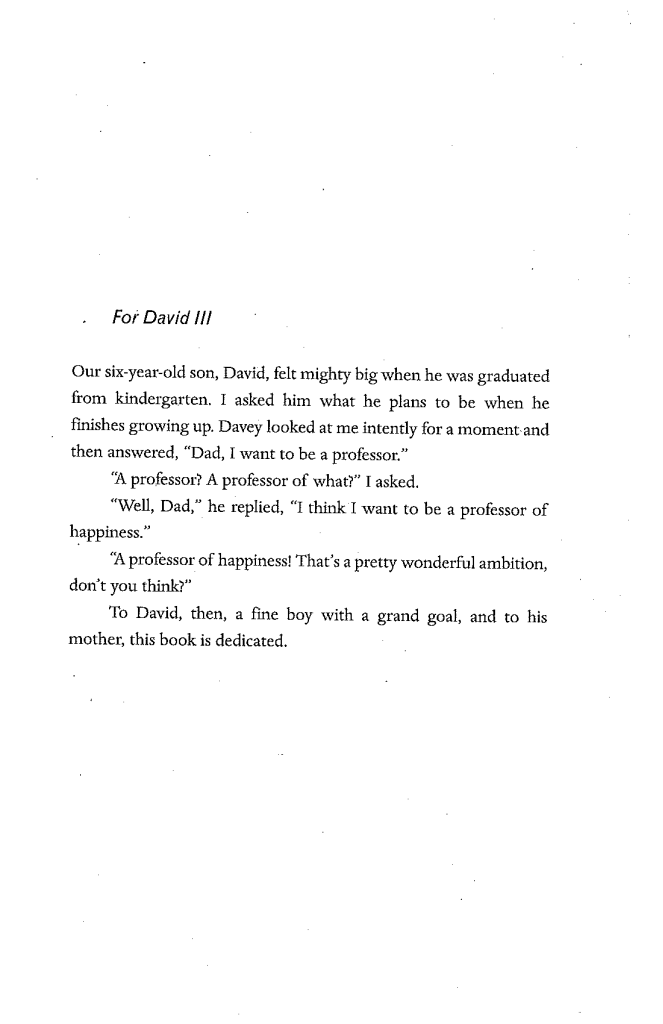 For David III
Our six-year-old son, David, felt mighty big when he was graduated
from kindergarten. I asked him what he plans to be when he
finishes growing up. Davey looked at me intently for a moment and
then answered, “Dad, I want to be a professor.”
“A professor? A professor of what?” I asked.
“Well, Dad,” he replied, “I think I want to be a professor of
happiness.”
“A professor of happiness! That’s a pretty wonderful ambition,
don’t you think?”
To David, then, a fine boy with a grand goal, and to his
mother, this book is dedicated.